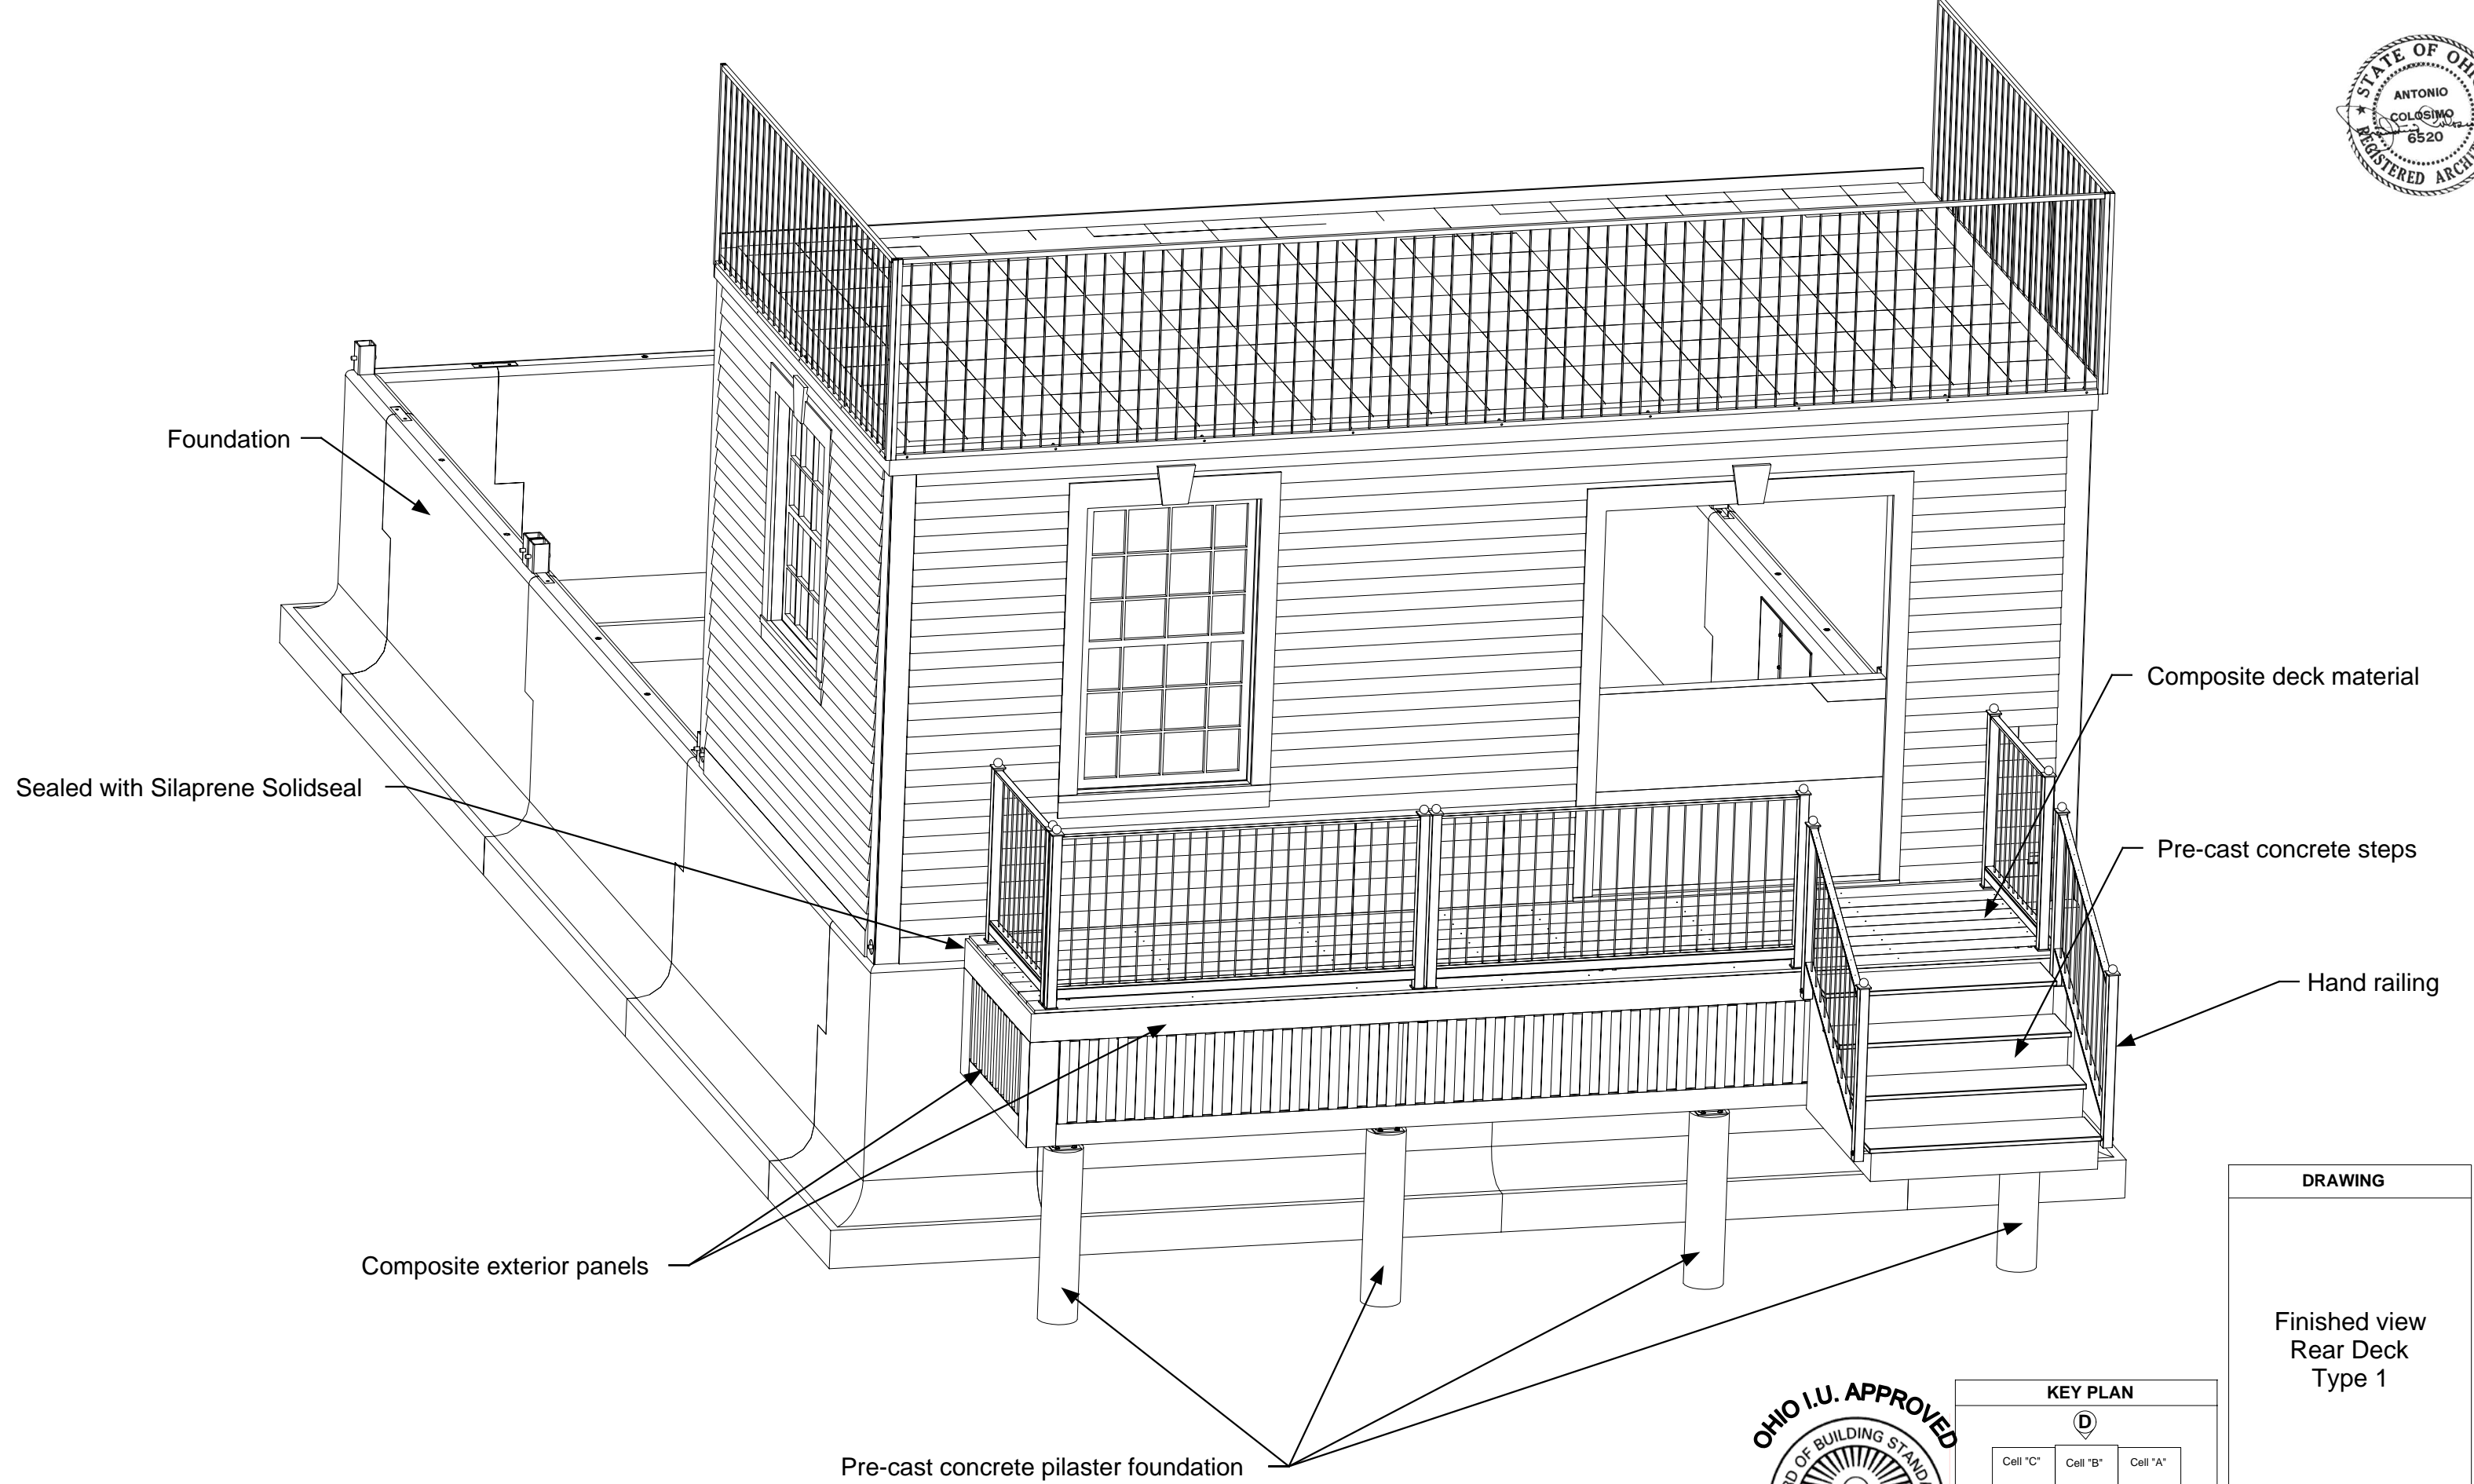 STATE OF
ANTONIO
COLOSIMO
6520
REGISTERED
Foundation
Composite deck material
Sealed with Silaprene Solidseal
Pre-cast concrete steps
Hand railing
Composite exterior panels
Pre-cast concrete pilaster foundation
DRAWING
Finished view
Rear Deck
Type 1
OHIO I.U. APPROVED
OF BUILDING
KEY PLAN
D
Cell "C" Cell "B" Cell "A"